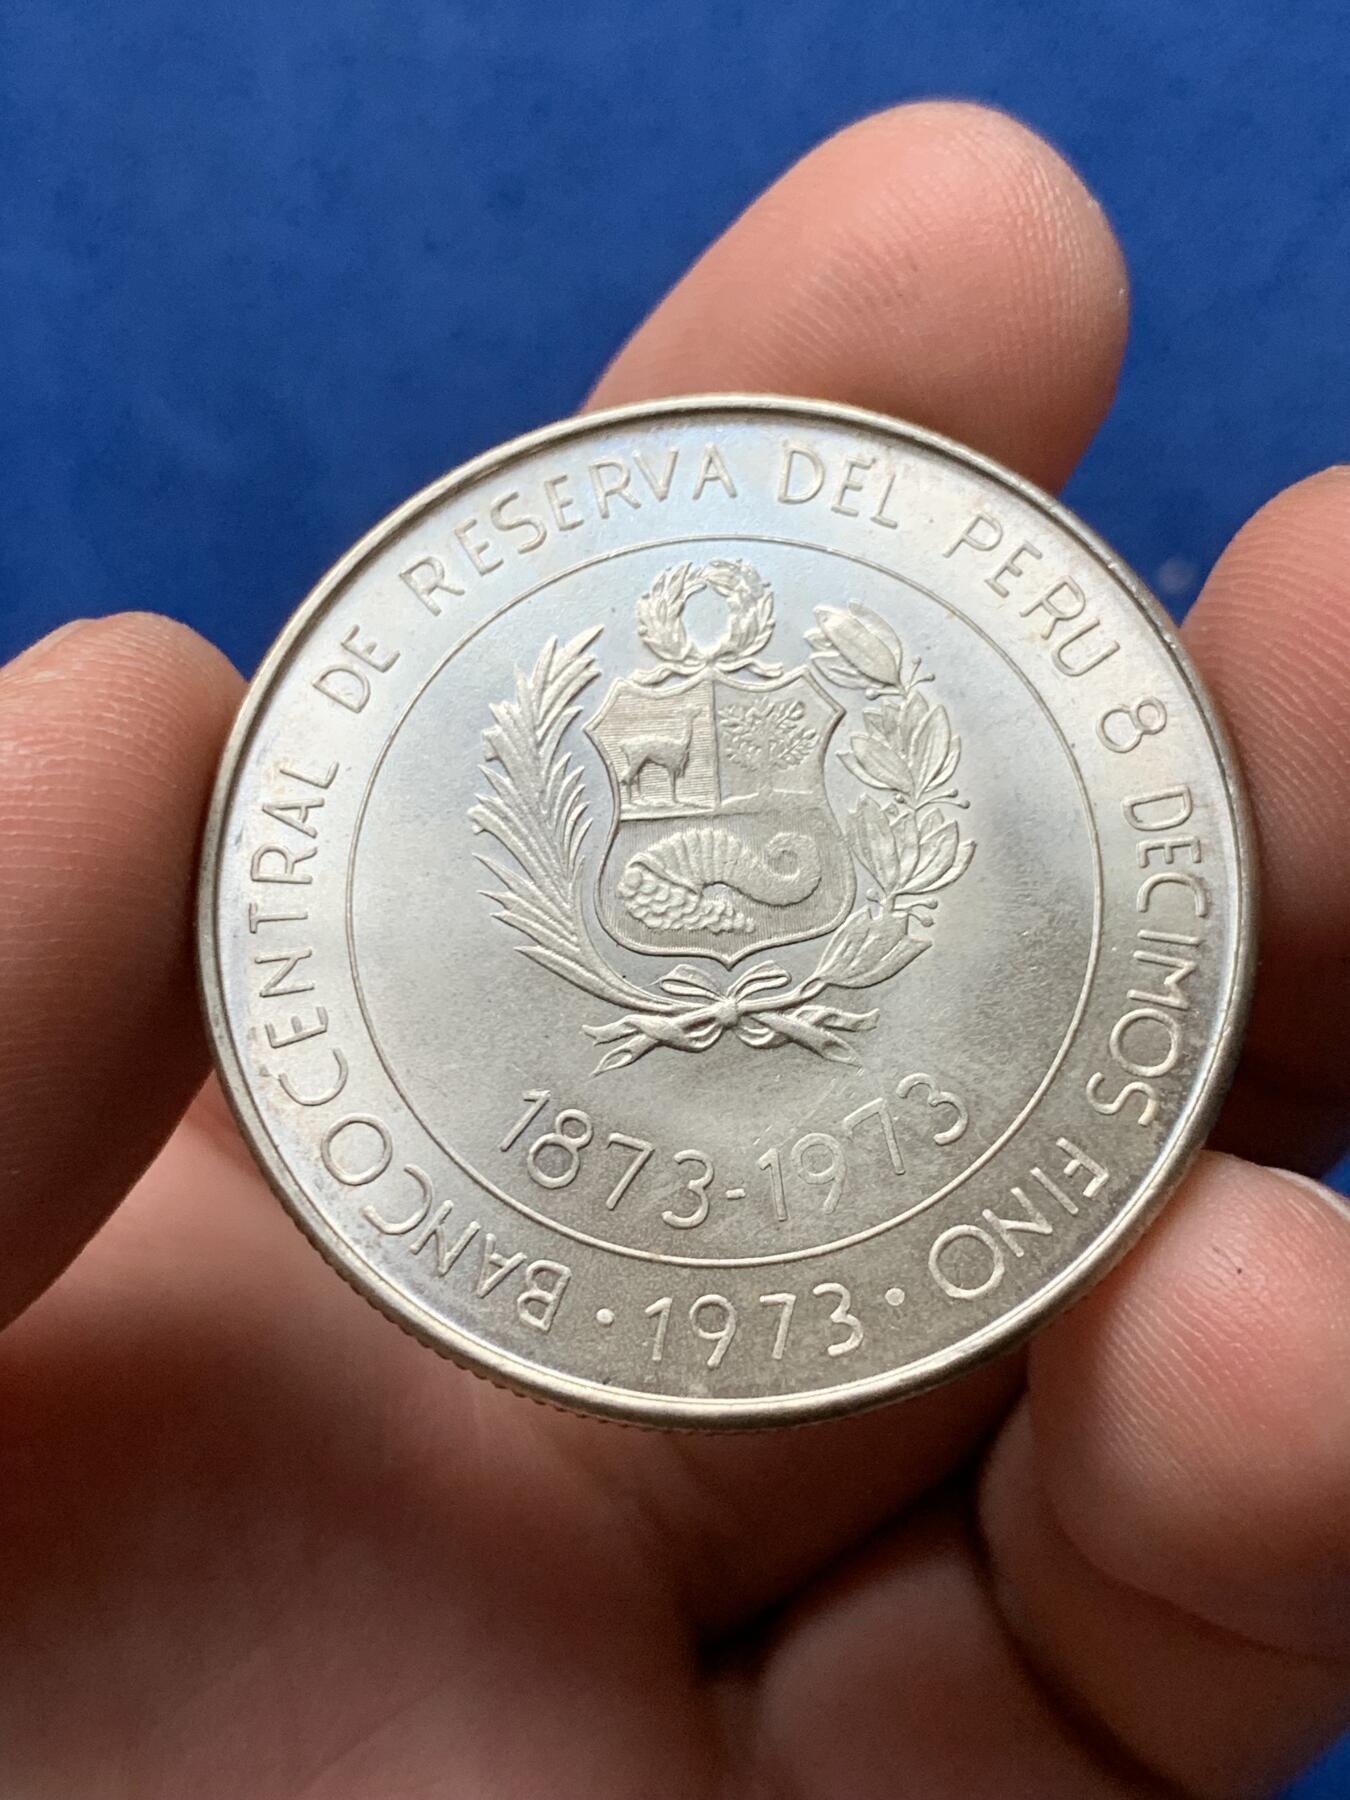 BANCO CENTRAL DE RESERVA DEL PERU 8 DECIMOS FINO
1873-1973
· 1973 ·